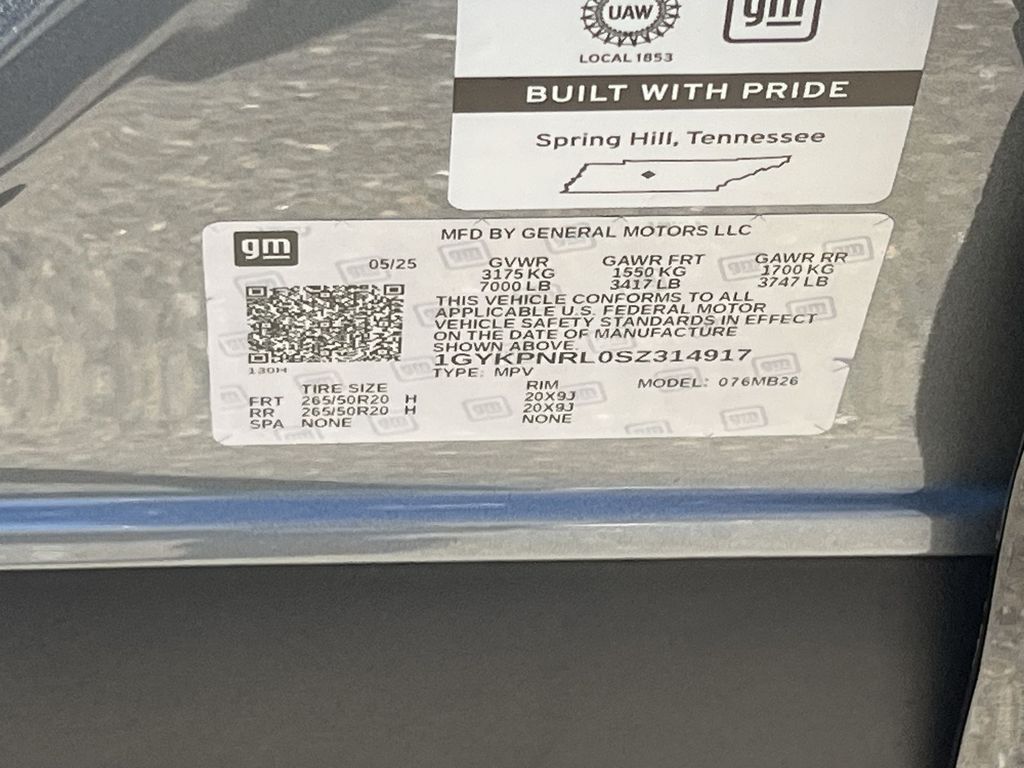 UAW
gm
LOCAL 1853
BUILT WITH PRIDE
Spring Hill, Tennessee
gm
MFD BY GENERAL MOTORS LLC
05/25
GVWR GAWR FRT GAWR RR
3175 KG 1550 KG 1700 KG
7000 LB 3417 LB 3747 LB
THIS VEHICLE CONFORMS TO ALL
APPLICABLE U.S. FEDERAL MOTOR
VEHICLE SAFETY STANDARDS IN EFFECT
ON THE DATE OF MANUFACTURE
SHOWN ABOVE.
1GYKPNRL0SZ314917
130H
TYPE: MPV
MODEL: 076MB26
TIRE SIZE RIM
FRT 265/50R20 H 20X9J
RR 265/50R20 H 20X9J
SPA NONE NONE